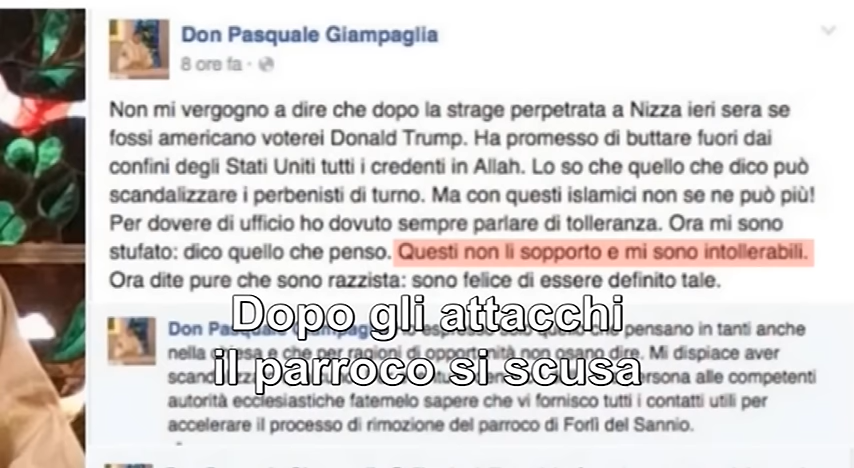 Don Pasquale Giampaglia
8 ore fa ·
Non mi vergogno a dire che dopo la strage perpetrata a Nizza ieri sera se
fossi americano voterei Donald Trump. Ha promesso di buttare fuori dai
confini degli Stati Uniti tutti i credenti in Allah. Lo so che quello che dico può
scandalizzare i perbenisti di turno. Ma con questi islamici non se ne può più!
Per dovere di ufficio ho dovuto sempre parlare di tolleranza. Ora mi sono
stufato: dico quello che penso. Questi non li sopporto e mi sono intollerabili.
Ora dite pure che sono razzista: sono felice di essere definito tale.
Dopo gli attacchi
il parroco si scusa
Don quello che pensano in tanti anche
nella chiesa e che per ragioni di opportunità non osano dire. Mi dispiace aver
persona alle competenti
autorità ecclesiastiche fatemelo sapere che vi fornisco tutti i contatti utili per
accelerare il processo di rimozione del parroco di Forlì del Sannio.